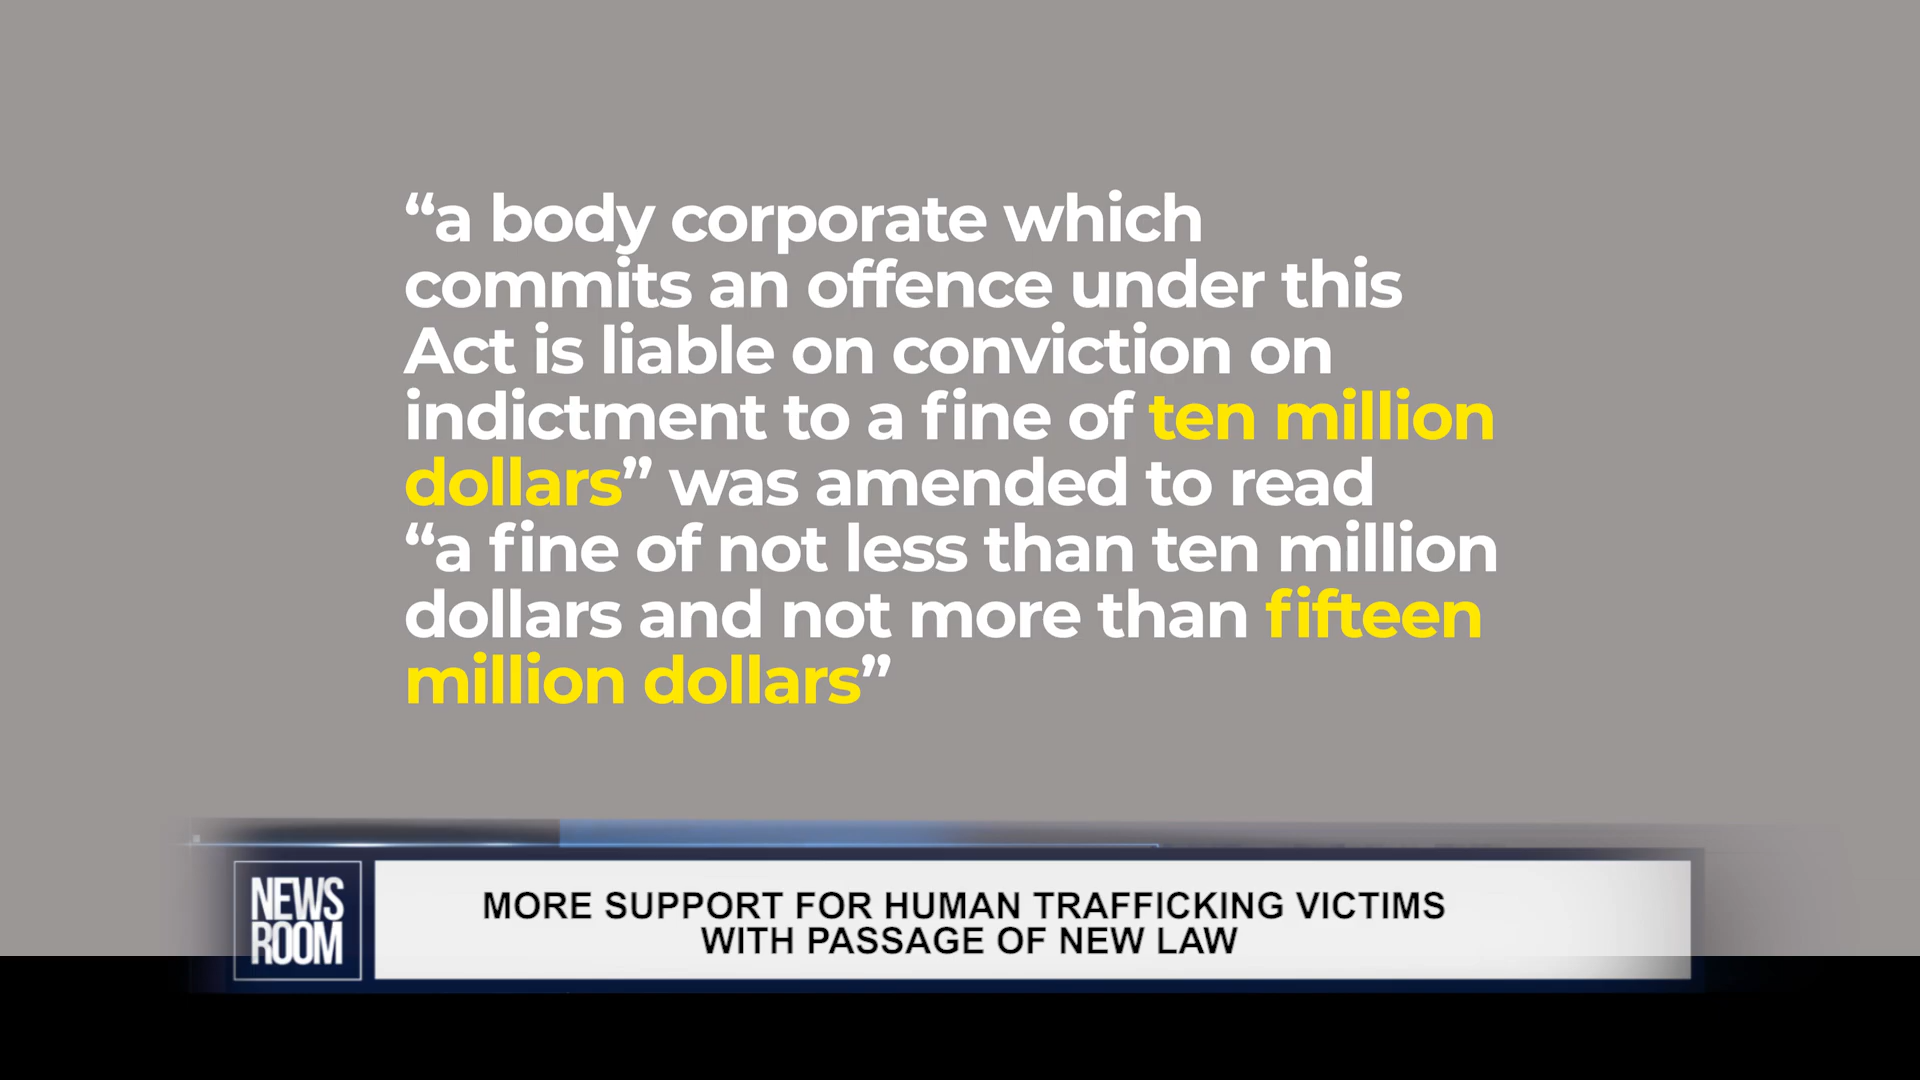 “a body corporate which
commits an offence under this
Act is liable on conviction on
indictment to a fine of ten million
dollars” was amended to read
“a fine of not less than ten million
dollars and not more than fifteen
million dollars”
NEWS
ROOM
MORE SUPPORT FOR HUMAN TRAFFICKING VICTIMS
WITH PASSAGE OF NEW LAW